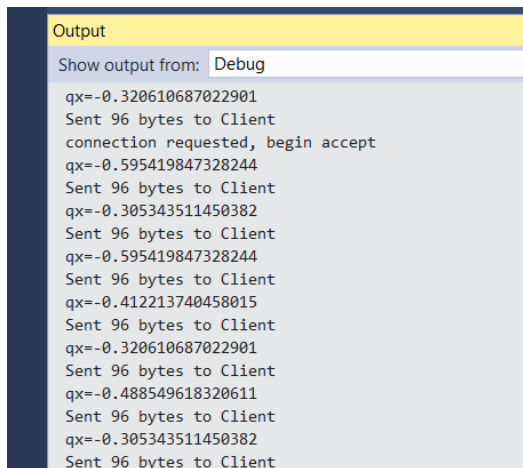 Output
Show output from: Debug
qx=-0.320610687022901
Sent 96 bytes to Client
connection requested, begin accept
qx=-0.595419847328244
Sent 96 bytes to Client
qx=-0.305343511450382
Sent 96 bytes to Client
qx=-0.595419847328244
Sent 96 bytes to Client
qx=-0.412213740458015
Sent 96 bytes to Client
qx=-0.320610687022901
Sent 96 bytes to Client
qx=-0.488549618320611
Sent 96 bytes to Client
qx=-0.305343511450382
Sent 96 bytes to Client